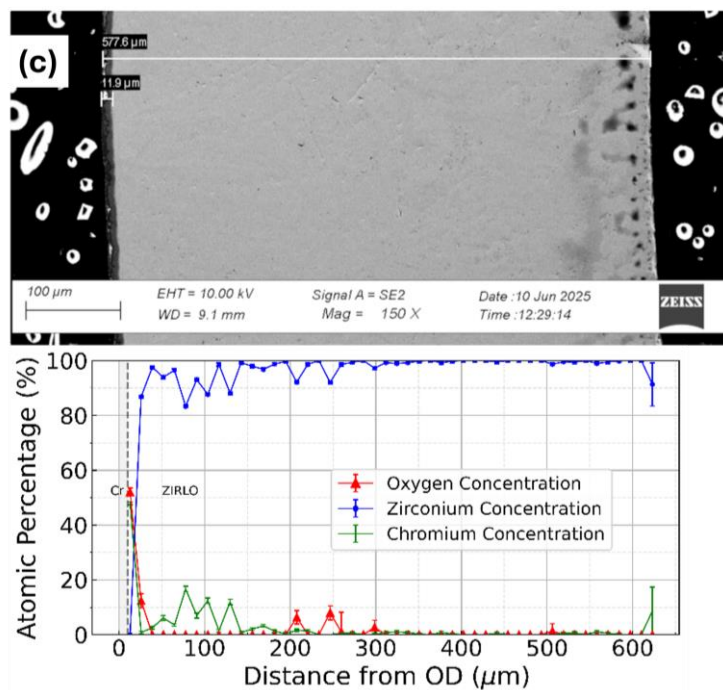 577.6 µm
(c)
11.9 µm
100 µm
EHT = 10.00 kV
Signal A = SE2
Date :10 Jun 2025
WD = 9.1 mm
Mag = 150 X
Time :12:29:14
ZEISS
Atomic Percentage (%)
100
80
60
40
20
0
Cr
ZIRLO
Oxygen Concentration
Zirconium Concentration
Chromium Concentration
0 100 200 300 400 500 600
Distance from OD (µm)